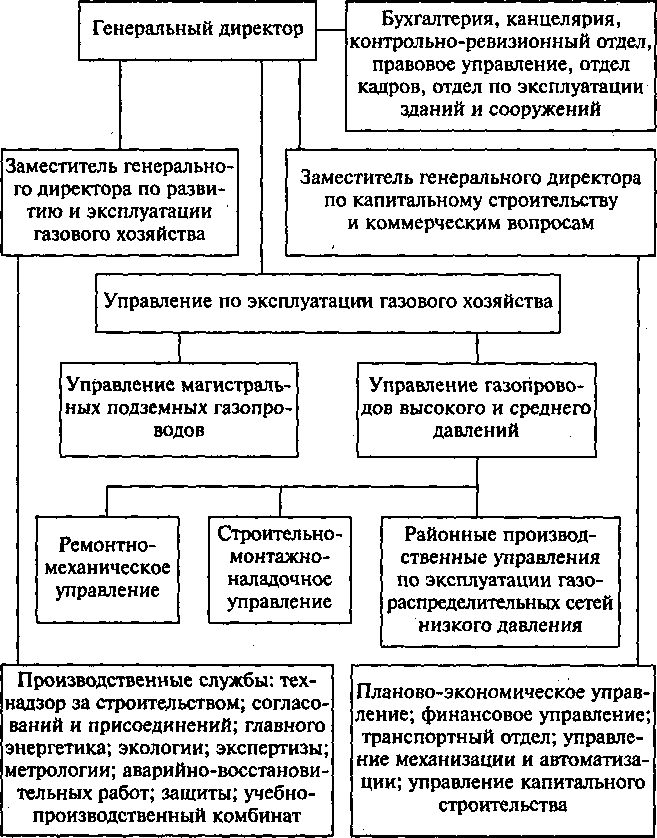 Генеральный директор
Бухгалтерия, канцелярия,
контрольно-ревизионный отдел,
правовое управление, отдел
кадров, отдел по эксплуатации
зданий и сооружений
Заместитель генерально-
го директора по разви-
тию и эксплуатации
газового хозяйства
Заместитель генерального директора
по капитальному строительству
и коммерческим вопросам
Управление по эксплуатации газового хозяйства
Управление магистраль-
ных подземных газопро-
водов
Управление газопрово-
дов высокого и среднего
давлений
Ремонтно-
механическое
управление
Строительно-
монтажно-
наладочное
управление
Районные производ-
ственные управления
по эксплуатации газо-
распределительных сетей
низкого давления
Производственные службы: тех-
надзор за строительством; согласо-
ваний и присоединений; главного
энергетика; экологии; экспертизы;
метрологии; аварийно-восстанови-
тельных работ; защиты; учебно-
производственный комбинат
Планово-экономическое управ-
ление; финансовое управление;
транспортный отдел; управле-
ние механизации и автоматиза-
ции; управление капитального
строительства